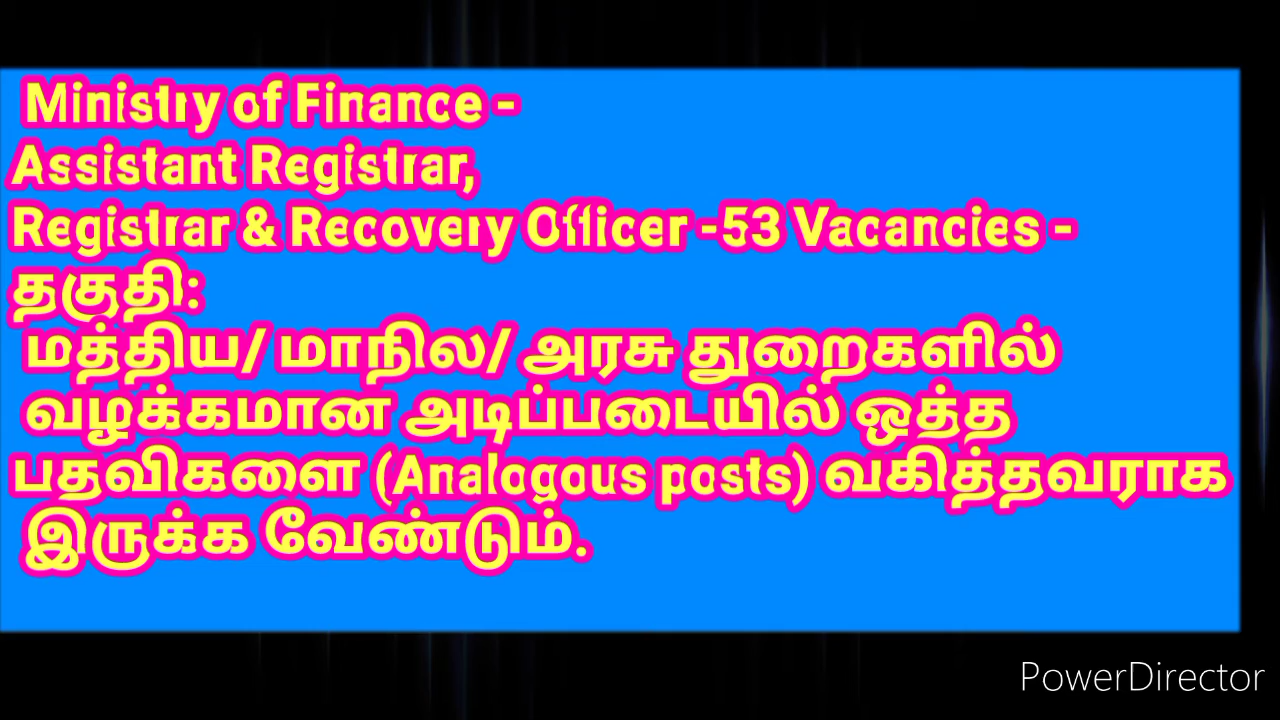 Ministry of Finance -
Assistant Registrar,
Registrar & Recovery Officer -53 Vacancies -
தகுதி:
மத்திய/ மாநில/ அரசு துறைகளில்
வழக்கமான அடிப்படையில் ஒத்த
பதவிகளை (Analogous posts) வகித்தவராக
இருக்க வேண்டும்.
PowerDirector